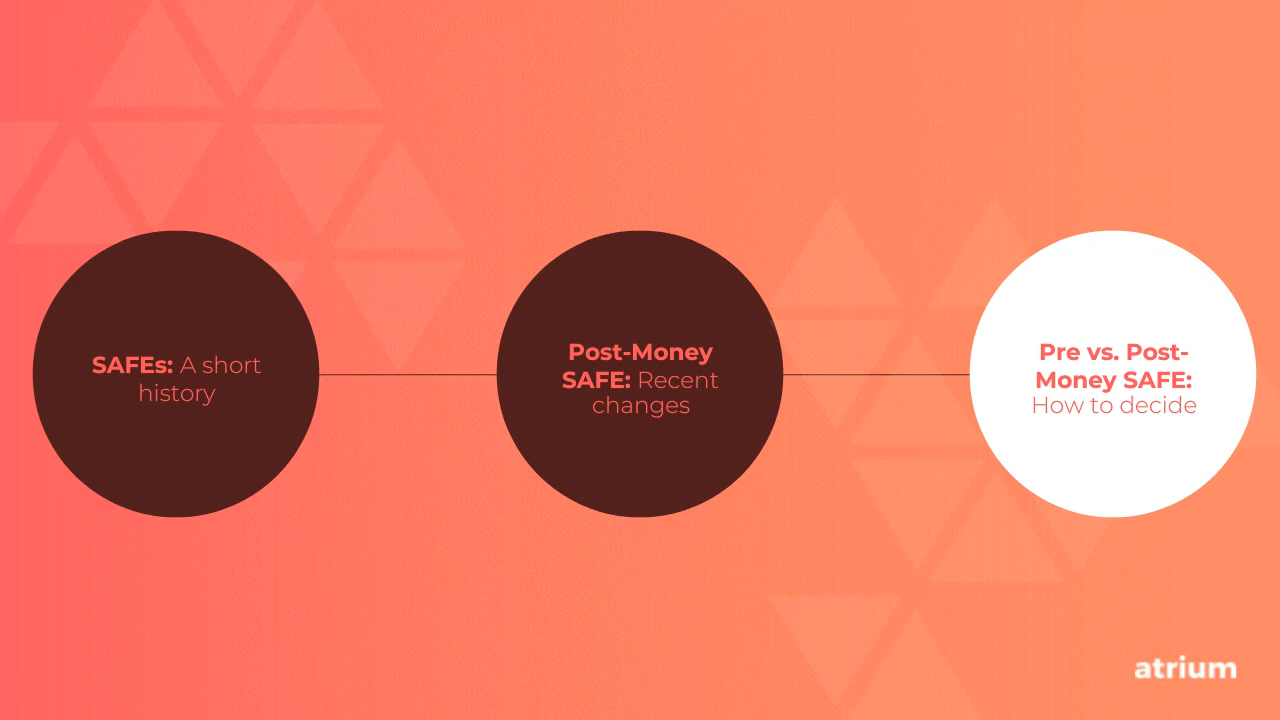 SAFEs: A short
history
Post-Money
SAFE: Recent
changes
Pre vs. Post-
Money SAFE:
How to decide
atrium